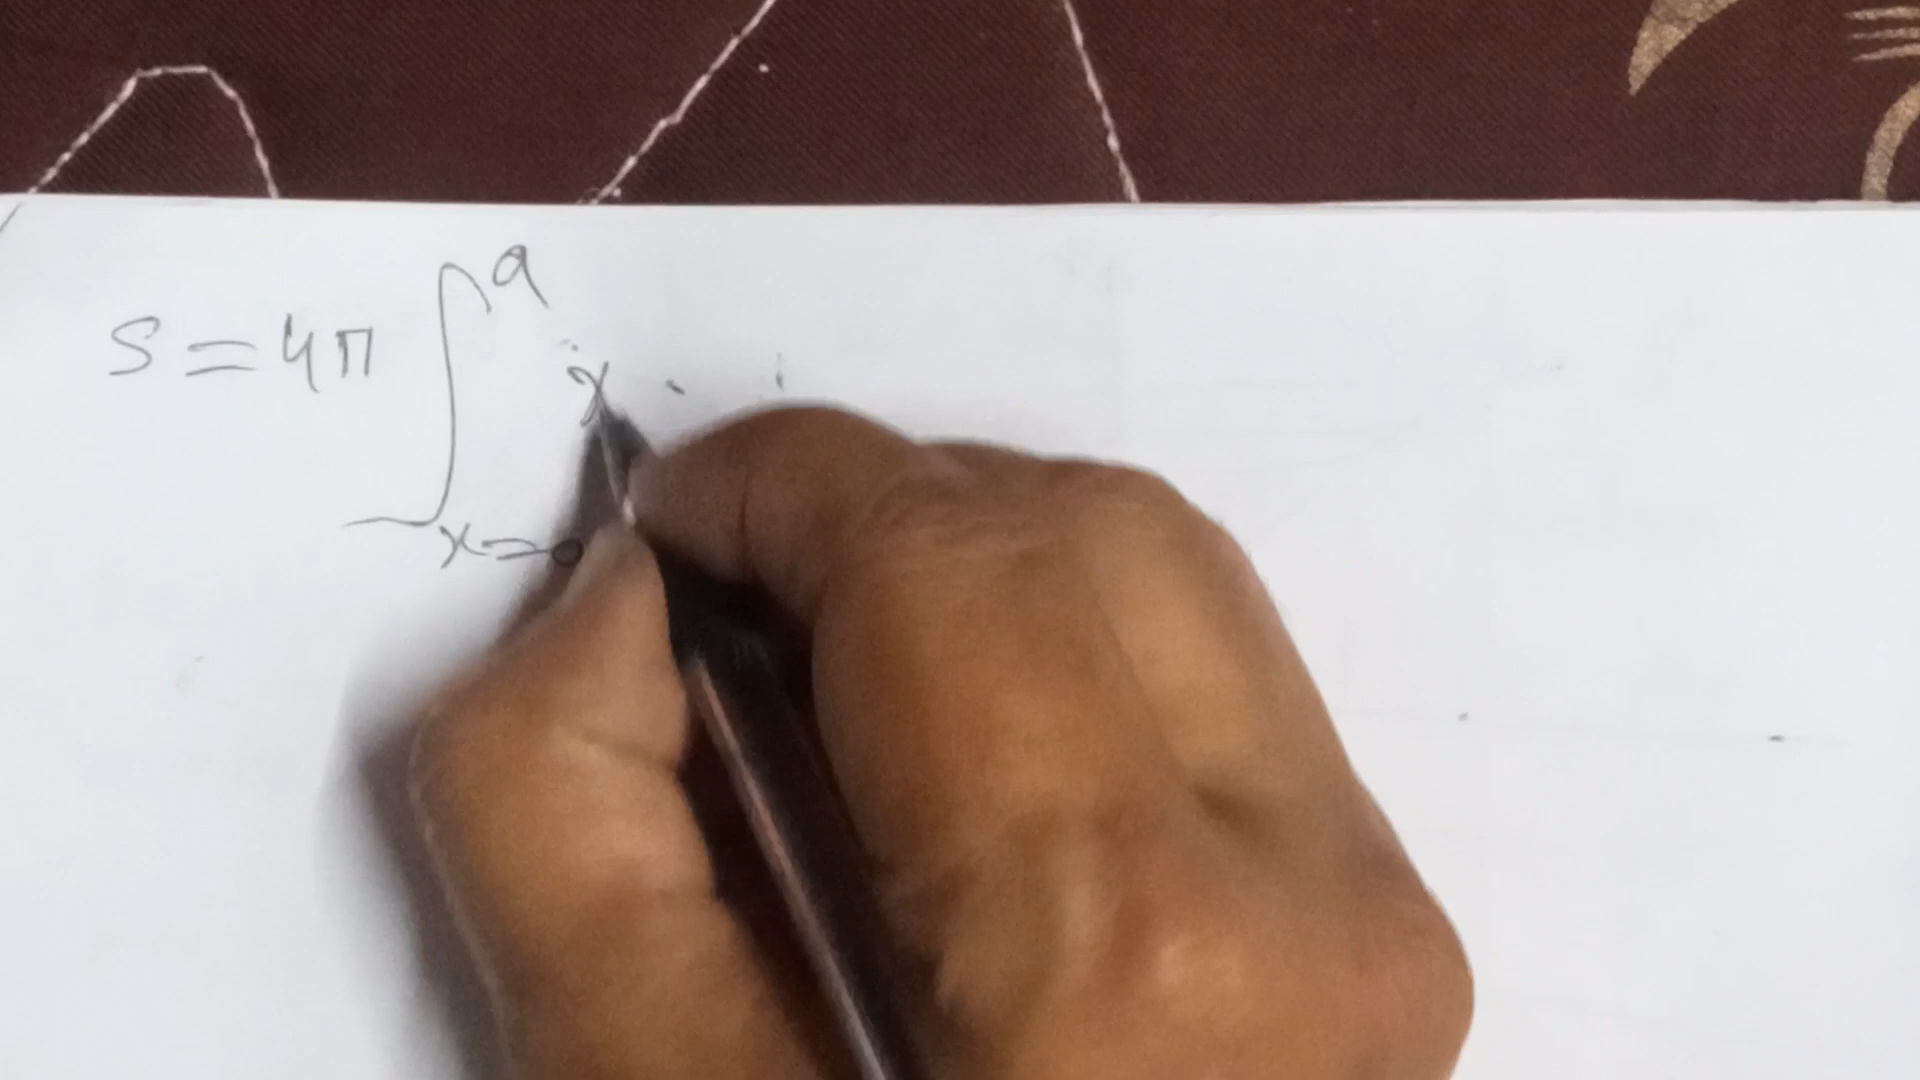 S = 4π ∫ a
x
x = 0